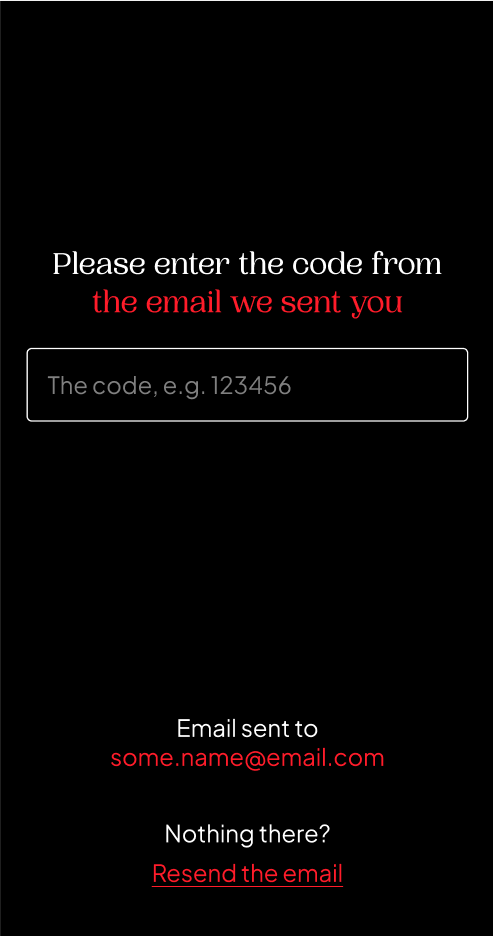 Please enter the code from
the email we sent you
The code, e.g. 123456
Email sent to
some.name@email.com
Nothing there?
Resend the email